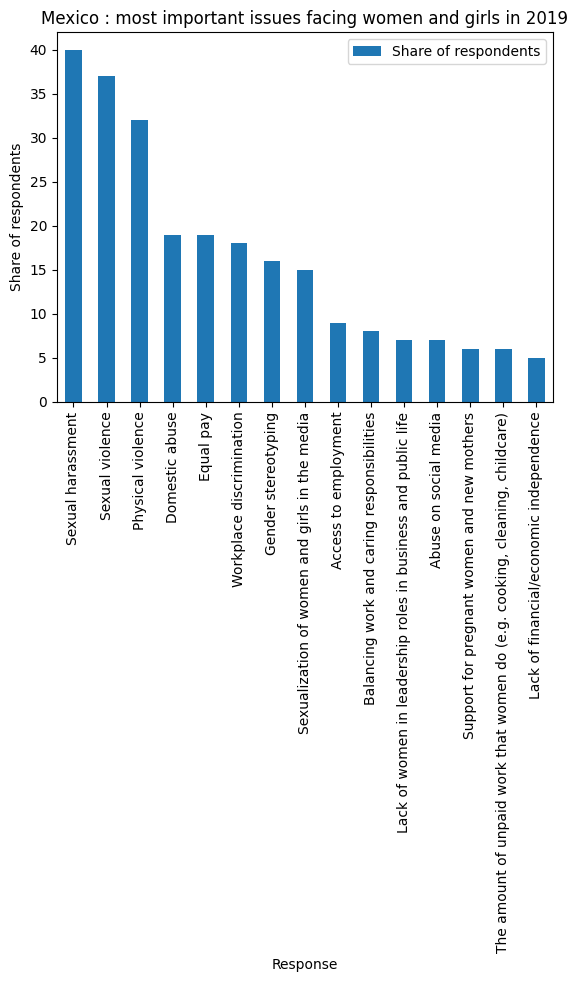 Mexico : most important issues facing women and girls in 2019
Share of respondents
Share of respondents
40
35
30
25
20
15
10
5
0
Sexual harassment
Sexual violence
Physical violence
Domestic abuse
Equal pay
Workplace discrimination
Gender stereotyping
Sexualization of women and girls in the media
Access to employment
Balancing work and caring responsibilities
Lack of women in leadership roles in business and public life
Abuse on social media
Support for pregnant women and new mothers
The amount of unpaid work that women do (e.g. cooking, cleaning, childcare)
Lack of financial/economic independence
Response